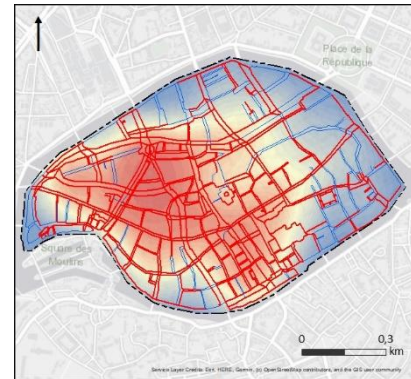 Place de la
République
Square des
Moulins
0 0,3
km
Service Layer Credits: Esri, HERE, Garmin, (c) OpenStreetMap contributors, and the GIS user community